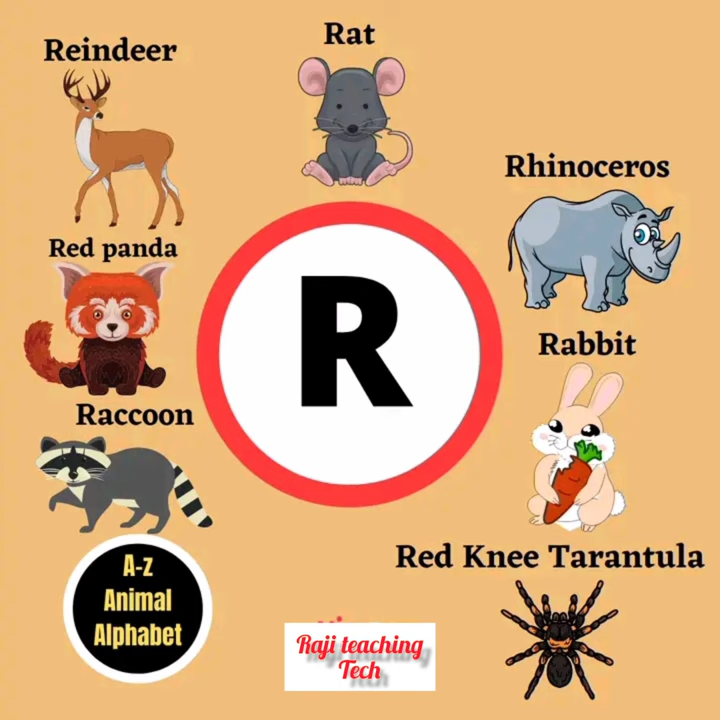 Reindeer
Rat
Rhinoceros
Red panda
R
Rabbit
Raccoon
Red Knee Tarantula
A-z
Animal
Alphabet
Raji teaching
Tech